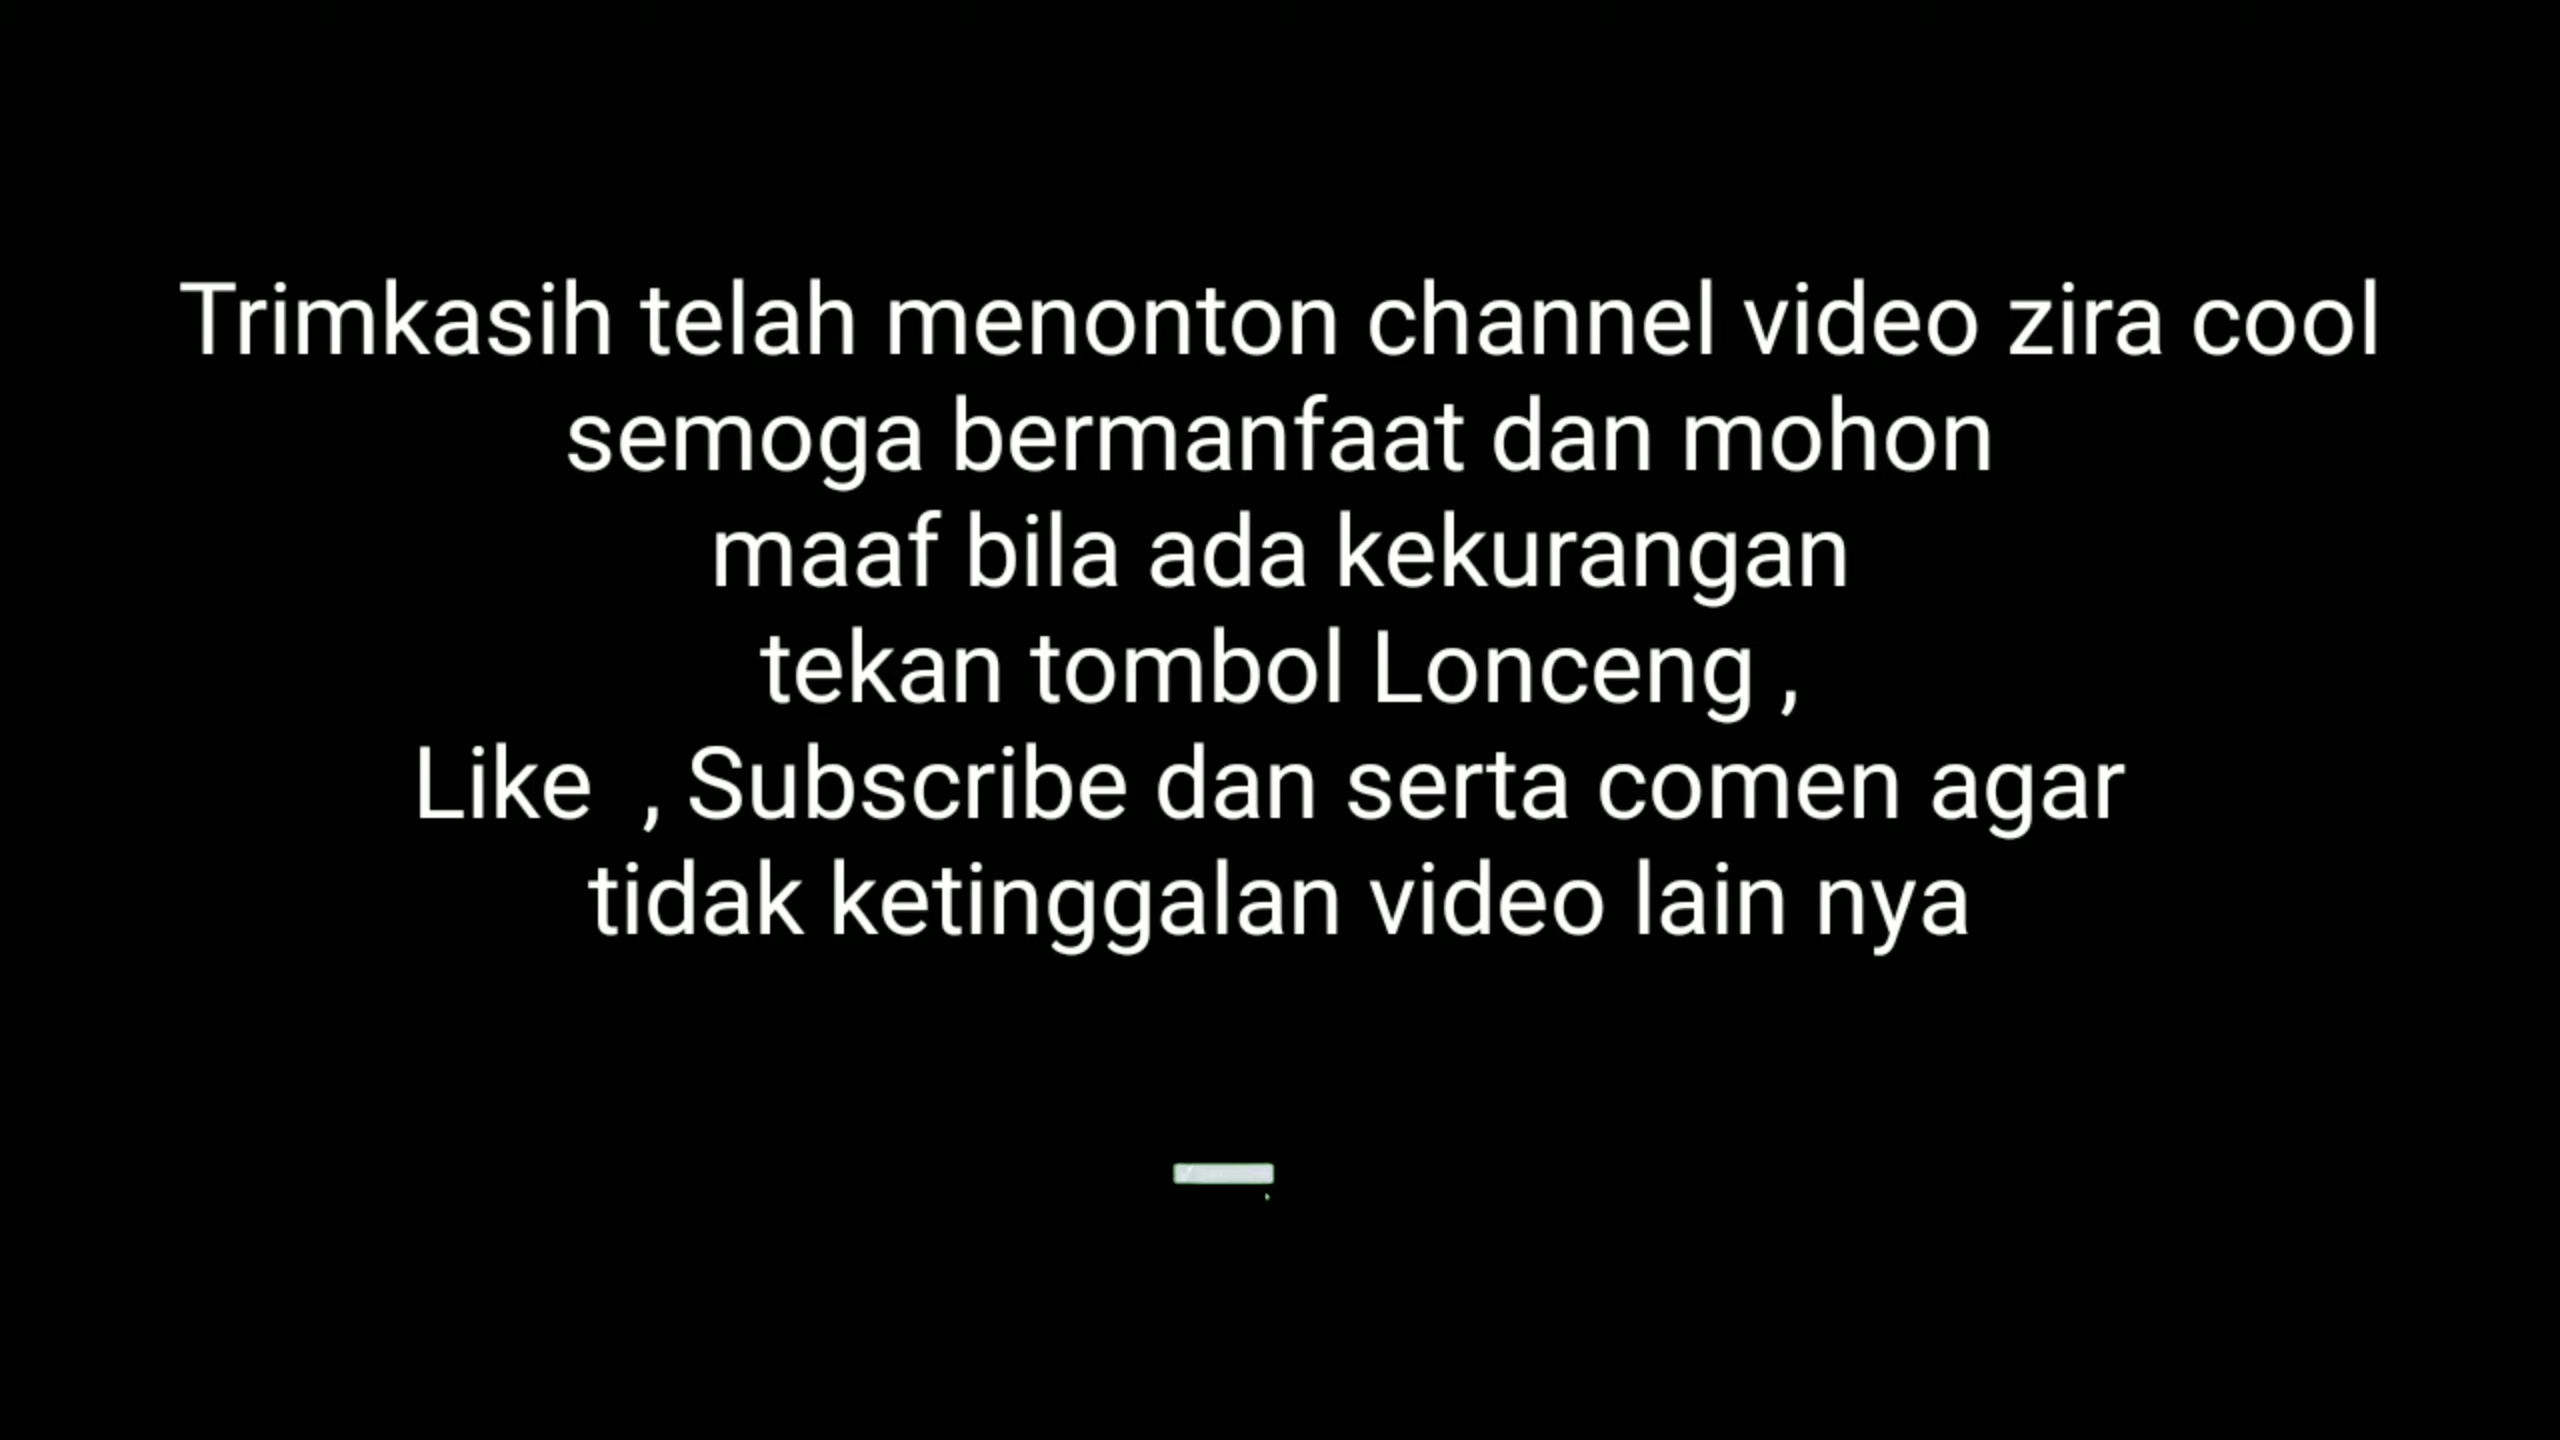 Trimkasih telah menonton channel video zira cool
semoga bermanfaat dan mohon
maaf bila ada kekurangan
tekan tombol Lonceng ,
Like  , Subscribe dan serta comen agar
tidak ketinggalan video lain nya